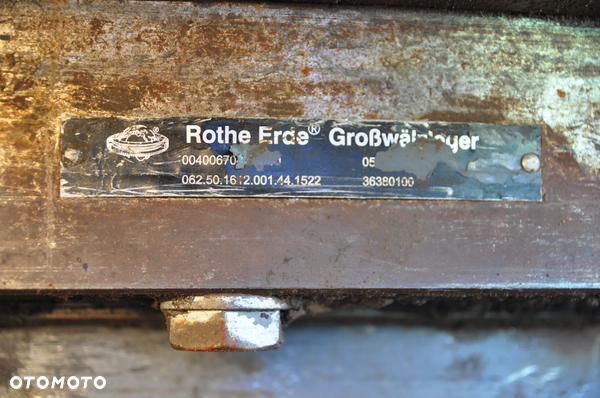 Rothe Erde® Großwälzlager
00400670 05
062.50.1612.001.44.1522 36380100
OTOMOTO